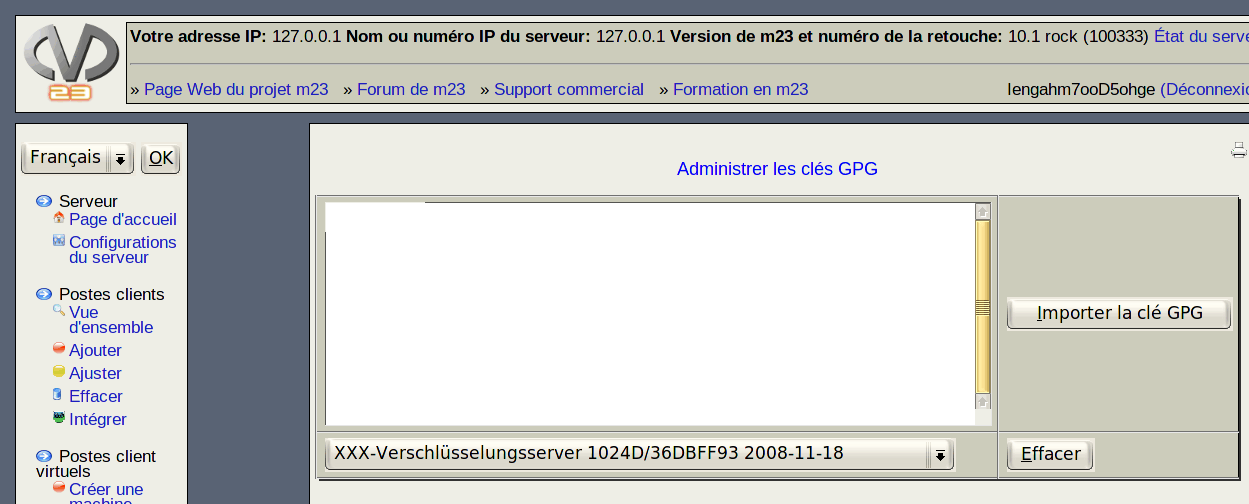 Votre adresse IP: 127.0.0.1 Nom ou numéro IP du serveur: 127.0.0.1 Version de m23 et numéro de la retouche: 10.1 rock (100333) État du serve
» Page Web du projet m23 » Forum de m23 » Support commercial » Formation en m23 Iengahm7ooD5ohge (Déconnexio
23
Français OK
Serveur
Page d'accueil
Configurations
du serveur
Postes clients
Vue
d'ensemble
Ajouter
Ajuster
Effacer
Intégrer
Postes client
virtuels
Créer une
machine
Administrer les clés GPG
Importer la clé GPG
XXX-Verschlüsselungsserver 1024D/36DBFF93 2008-11-18
Effacer